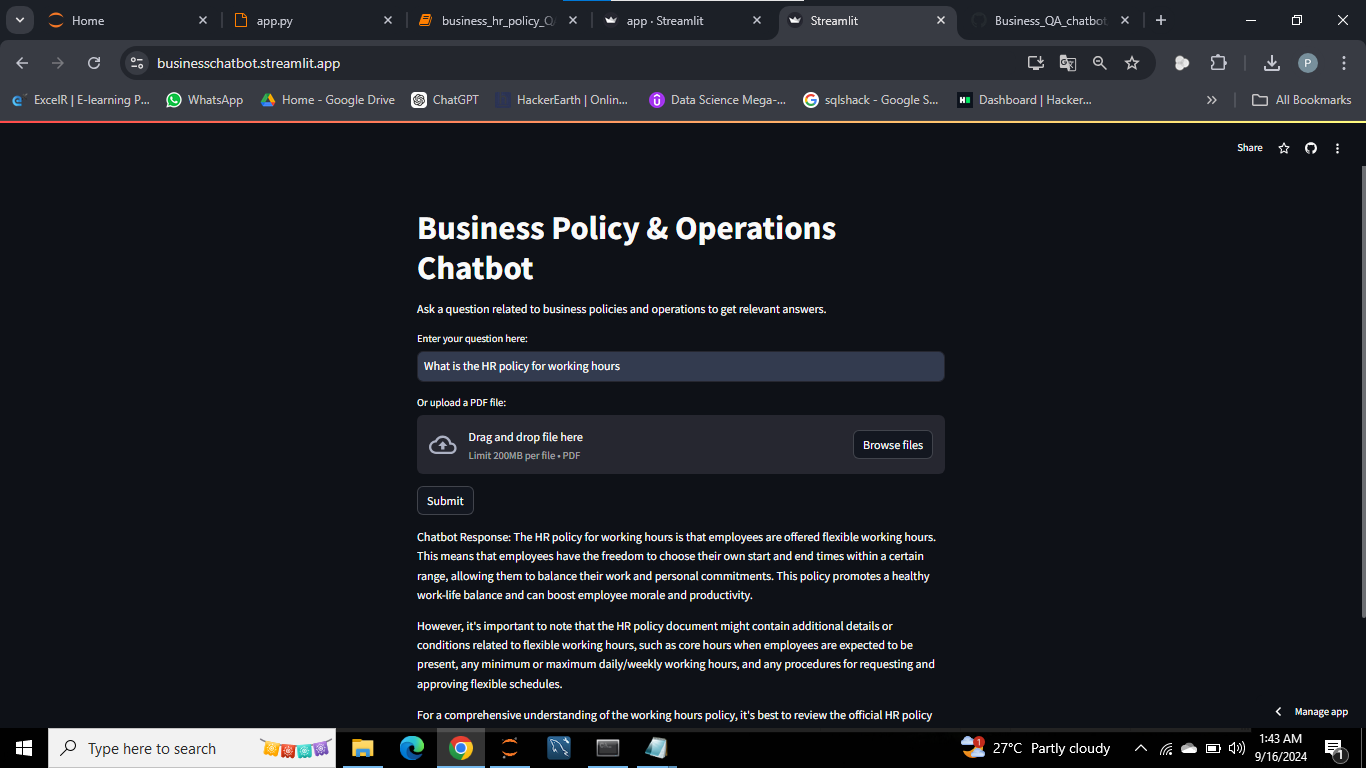 Home
app.py
business_hr_policy_Q
app · Streamlit
Streamlit
Business_QA_chatbot
businesschatbot.streamlit.app
ExcelR | E-learning P...
WhatsApp
Home - Google Drive
ChatGPT
HackerEarth | Onlin...
Data Science Mega-...
sqlshack - Google S...
Dashboard | Hacker...
All Bookmarks
P
Share
Business Policy & Operations
Chatbot
Ask a question related to business policies and operations to get relevant answers.
Enter your question here:
What is the HR policy for working hours
Or upload a PDF file:
Drag and drop file here
Limit 200MB per file • PDF
Browse files
Submit
Chatbot Response: The HR policy for working hours is that employees are offered flexible working hours.
This means that employees have the freedom to choose their own start and end times within a certain
range, allowing them to balance their work and personal commitments. This policy promotes a healthy
work-life balance and can boost employee morale and productivity.
However, it's important to note that the HR policy document might contain additional details or
conditions related to flexible working hours, such as core hours when employees are expected to be
present, any minimum or maximum daily/weekly working hours, and any procedures for requesting and
approving flexible schedules.
For a comprehensive understanding of the working hours policy, it's best to review the official HR policy
Manage app
Type here to search
1
27°C Partly cloudy
1:43 AM
9/16/2024
1